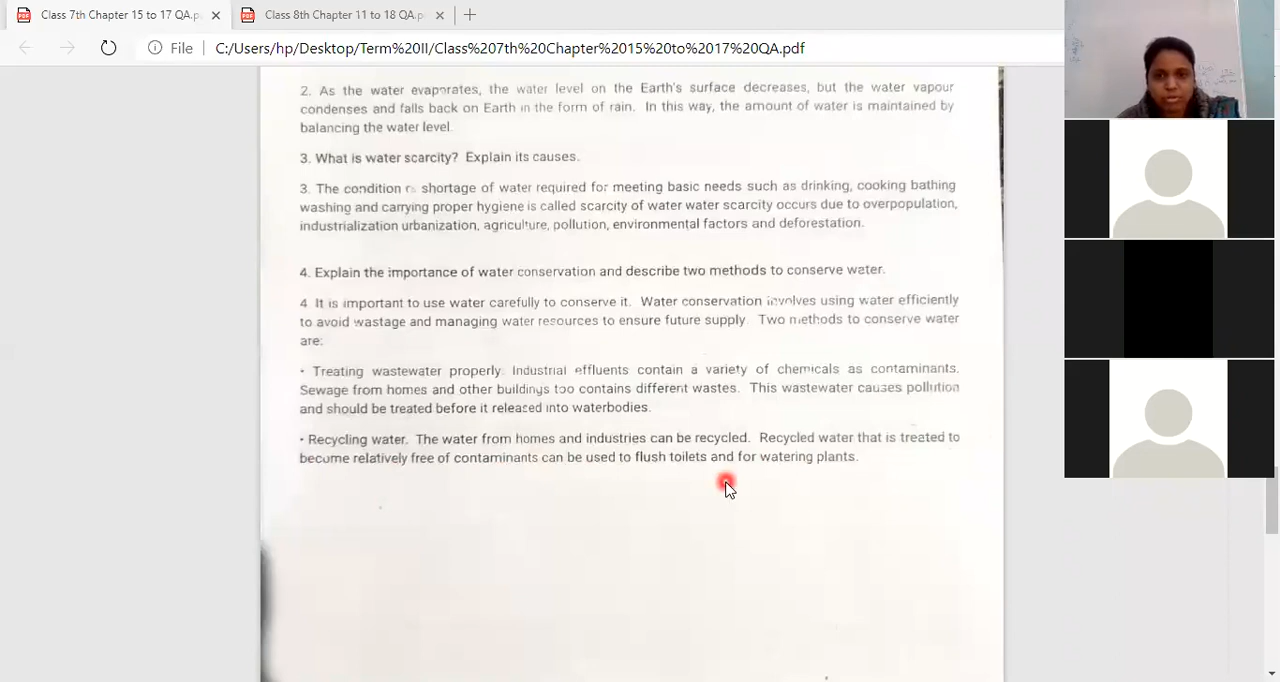 Class 7th Chapter 15 to 17 QA.p
Class 8th Chapter 11 to 18 QA.p
File
C:/Users/hp/Desktop/Term%20II/Class%207th%20Chapter%2015%20to%2017%20QA.pdf
2. As the water evaporates, the water level on the Earth's surface decreases, but the water vapour
condenses and falls back on Earth in the form of rain. In this way, the amount of water is maintained by
balancing the water level.
3. What is water scarcity? Explain its causes.
3. The condition shortage of water required for meeting basic needs such as drinking, cooking bathing
washing and carrying proper hygiene is called scarcity of water water scarcity occurs due to overpopulation,
industrialization urbanization, agriculture, pollution, environmental factors and deforestation.
4. Explain the importance of water conservation and describe two methods to conserve water.
4 It is important to use water carefully to conserve it. Water conservation involves using water efficiently
to avoid wastage and managing water resources to ensure future supply. Two methods to conserve water
are:
• Treating wastewater properly. Industrial effluents contain a variety of chemicals as contaminants.
Sewage from homes and other buildings too contains different wastes. This wastewater causes pollution
and should be treated before it released into waterbodies.
• Recycling water. The water from homes and industries can be recycled. Recycled water that is treated to
become relatively free of contaminants can be used to flush toilets and for watering plants.